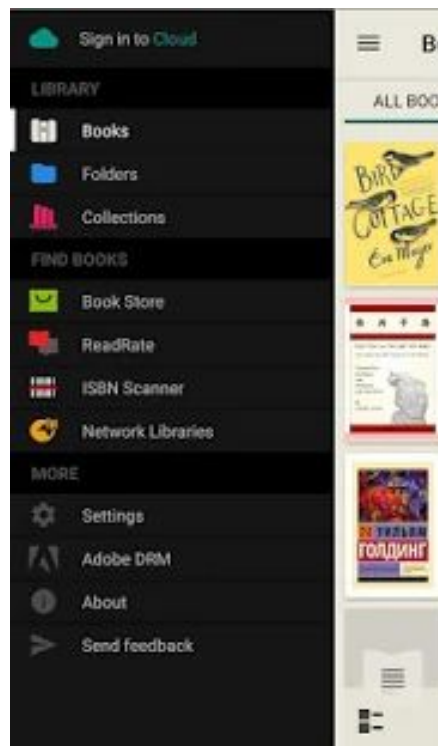 Sign in to Cloud
LIBRARY
Books
Folders
Collections
FIND BOOKS
Book Store
ReadRate
ISBN Scanner
Network Libraries
MORE
Settings
Adobe DRM
About
Send feedback
B
ALL BOO
BIRD
COTTAGE
Eva Meijer
УИЛЬЯМ
ГОЛДИНГ